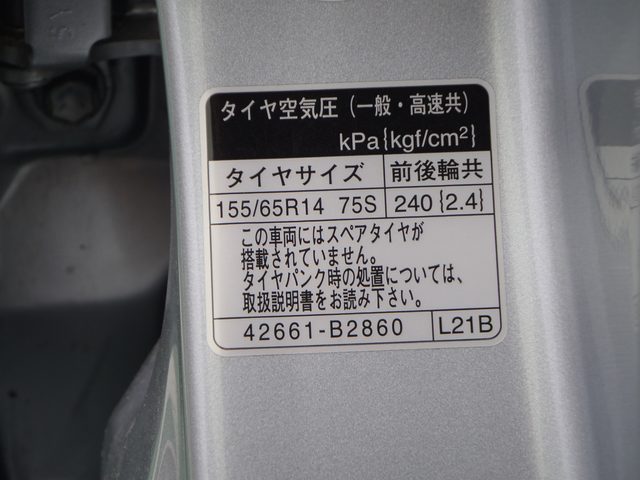 タイヤ空気圧（一般・高速共）
kPa{kgf/cm²}
タイヤサイズ 前後輪共
155/65R14 75S 240{2.4}
この車両にはスペアタイヤが
搭載されていません。
タイヤパンク時の処置については、
取扱説明書をお読み下さい。
42661-B2860 L21B